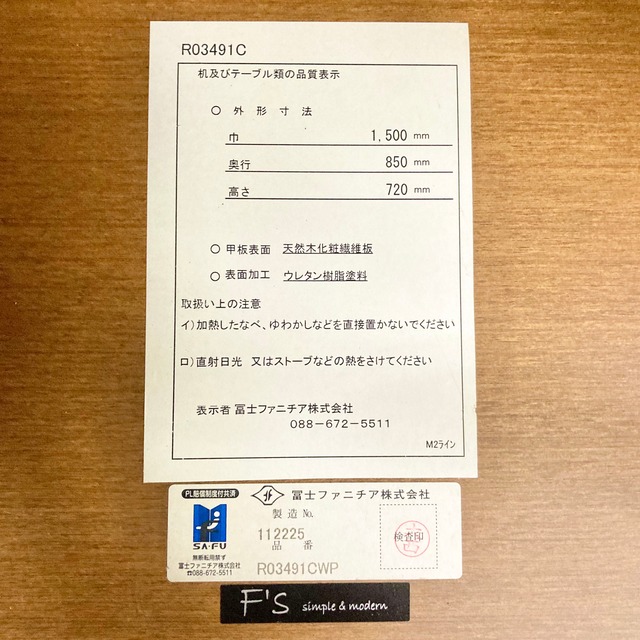 R03491C
机及びテーブル類の品質表示
○ 外形寸法
巾 1,500 mm
奥行 850 mm
高さ 720 mm
○ 甲板表面 天然木化粧繊維板
○ 表面加工 ウレタン樹脂塗料
取扱い上の注意
イ)加熱したなべ、ゆわかしなどを直接置かないでください
ロ)直射日光 又はストーブなどの熱をさけてください
表示者 冨士ファニチア株式会社
088-672-5511
M2ライン
PL賠償制度付共済
SA-FU
無断転用禁ず
冨士ファニチア株式会社
☎088-672-5511
冨士ファニチア株式会社
製造 No.
112225
品番
R03491CWP
検査印
F'S simple & modern